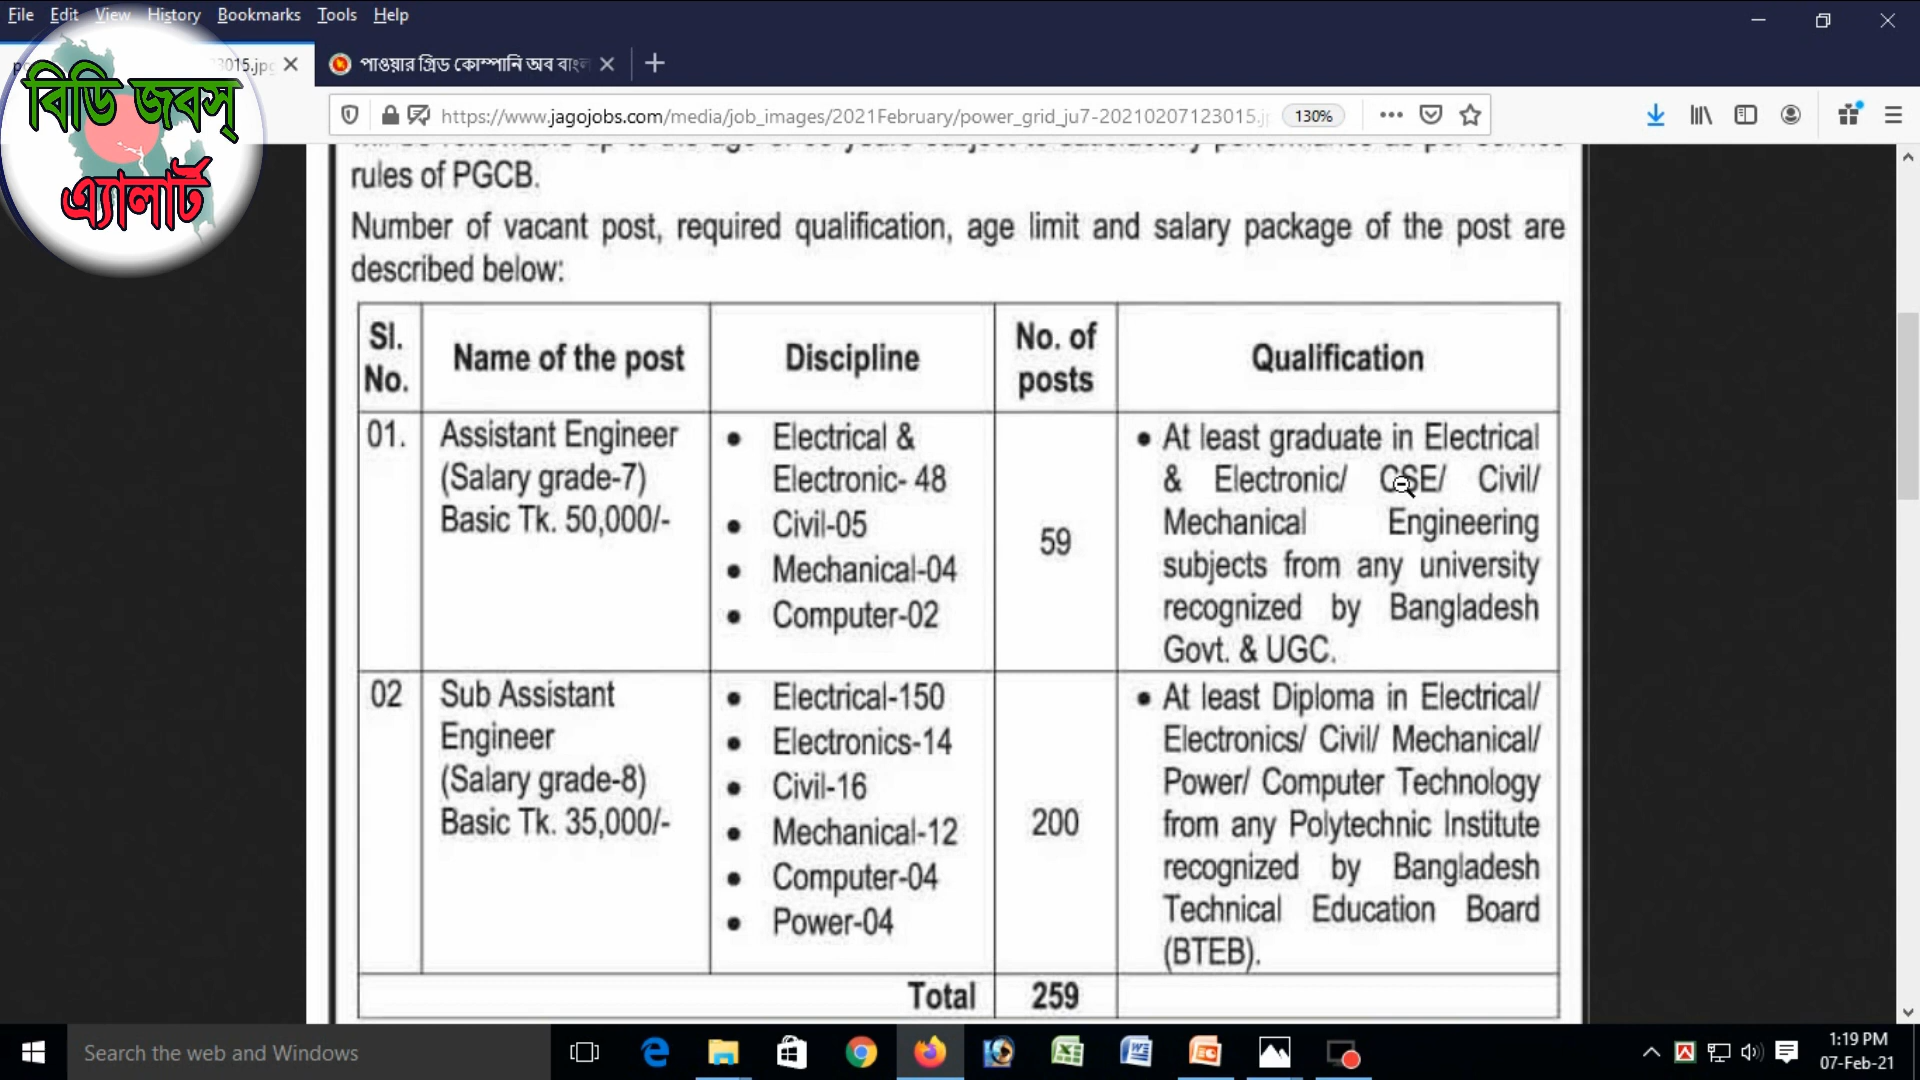 File Edit View History Bookmarks Tools Help
3015.jpg
পাওয়ার গ্রিড কোম্পানি অব বাংল
https://www.jagojobs.com/media/job_images/2021February/power_grid_ju7-20210207123015.j
130%
বিডি জবস্
এ্যালার্ট
rules of PGCB.
Number of vacant post, required qualification, age limit and salary package of the post are
described below:
Sl. No.
Name of the post
Discipline
No. of posts
Qualification
01.
Assistant Engineer
(Salary grade-7)
Basic Tk. 50,000/-
• Electrical &
Electronic- 48
• Civil-05
• Mechanical-04
• Computer-02
59
• At least graduate in Electrical
& Electronic/ CSE/ Civil/
Mechanical Engineering
subjects from any university
recognized by Bangladesh
Govt. & UGC.
02
Sub Assistant
Engineer
(Salary grade-8)
Basic Tk. 35,000/-
• Electrical-150
• Electronics-14
• Civil-16
• Mechanical-12
• Computer-04
• Power-04
200
• At least Diploma in Electrical/
Electronics/ Civil/ Mechanical/
Power/ Computer Technology
from any Polytechnic Institute
recognized by Bangladesh
Technical Education Board
(BTEB).
Total 259
Search the web and Windows
1:19 PM
07-Feb-21